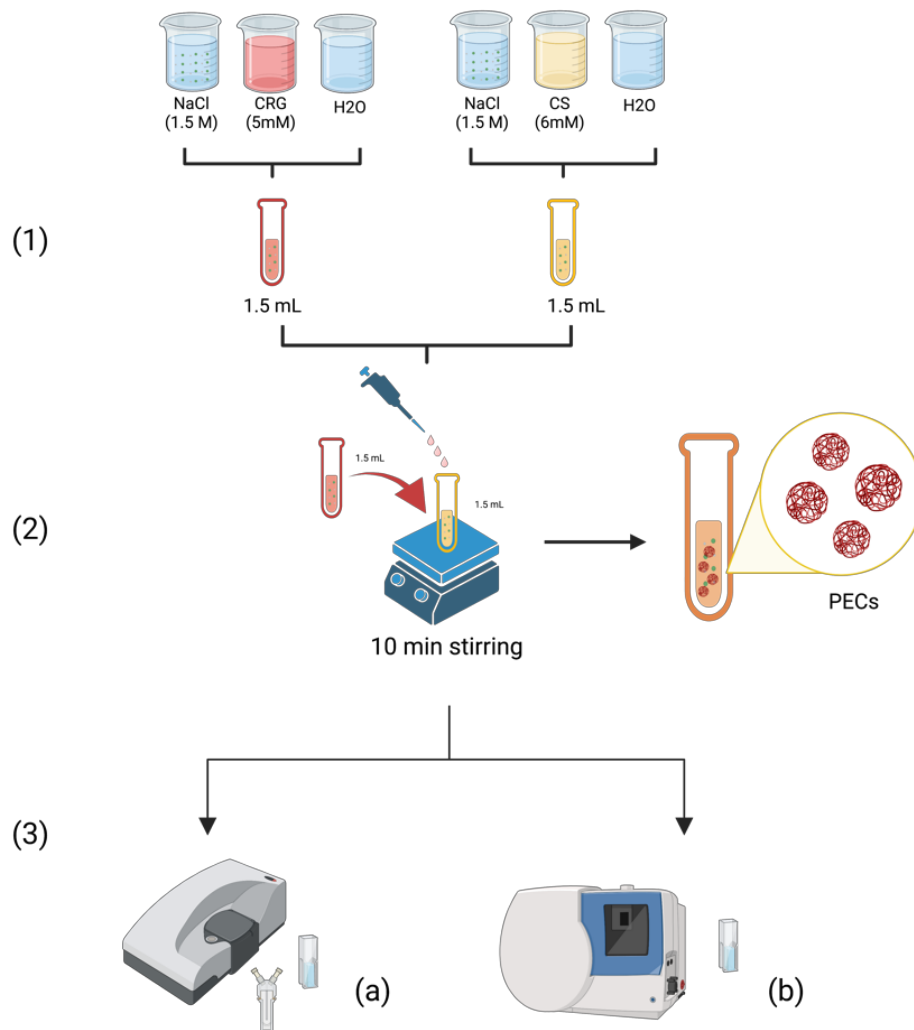 NaCl
(1.5 M)
CRG
(5mM)
H2O
NaCl
(1.5 M)
CS
(6mM)
H2O
(1)
1.5 mL
1.5 mL
(2)
1.5 mL
1.5 mL
10 min stirring
PECs
(3)
(a)
(b)